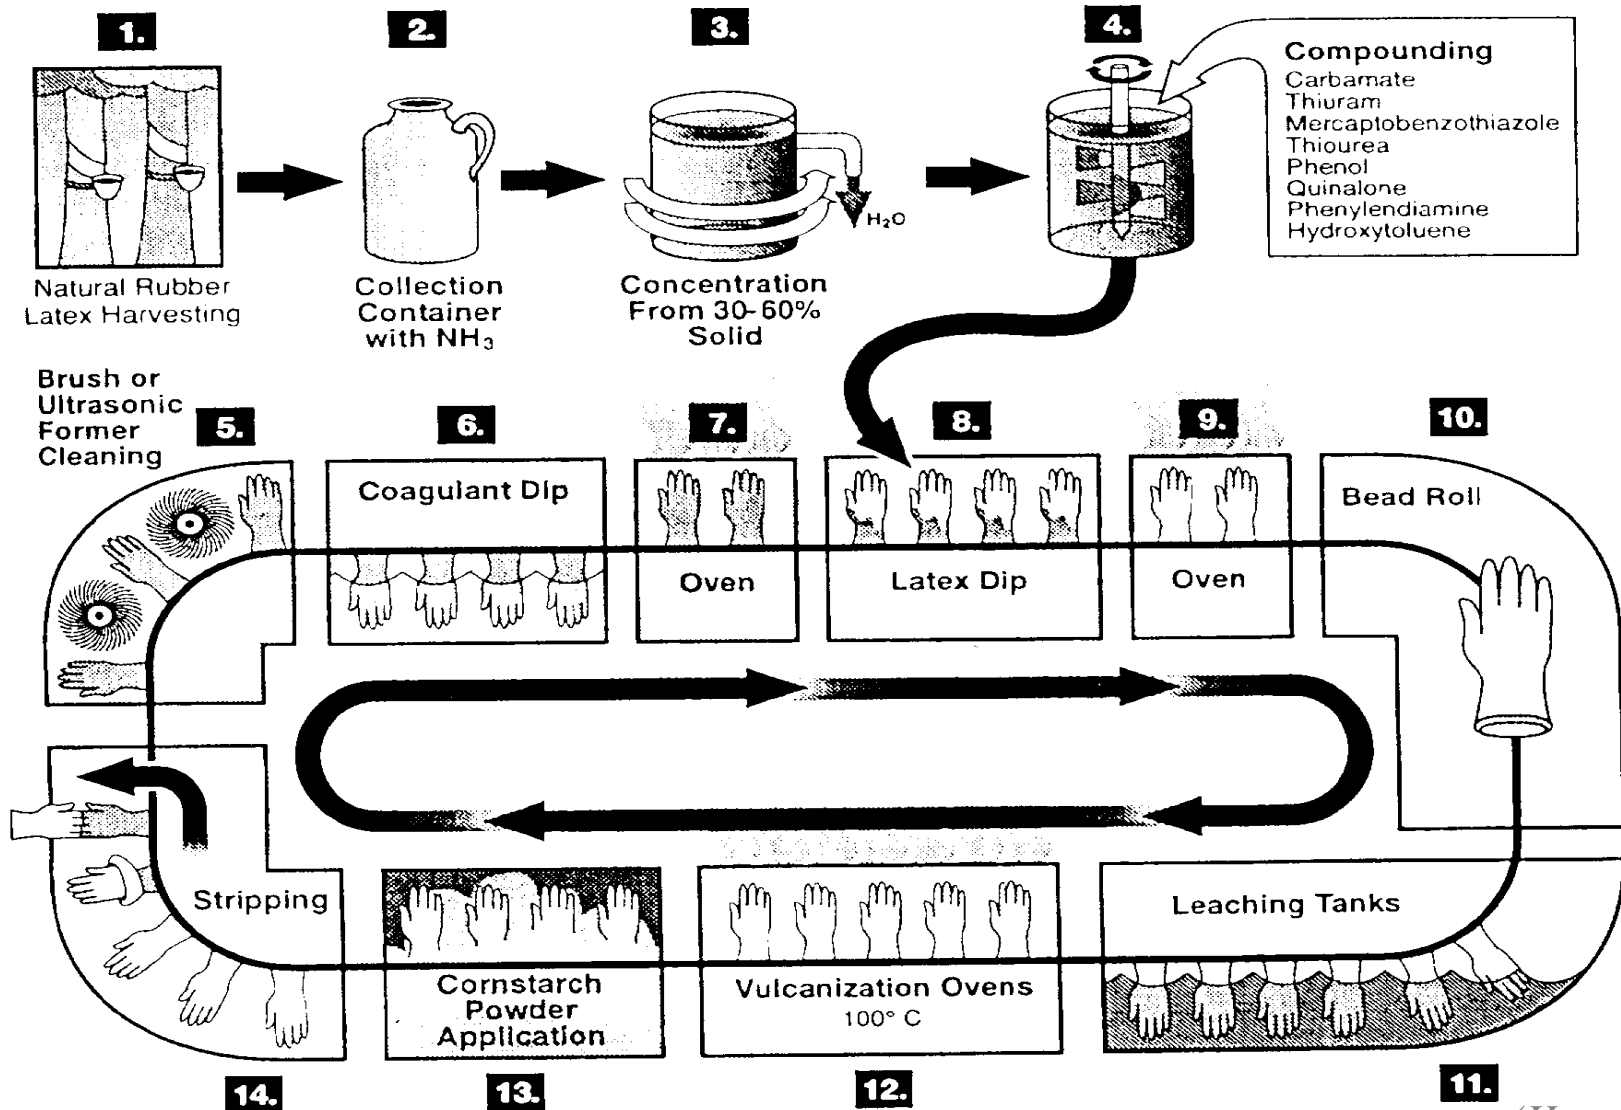 1.
2.
3.
4.
Compounding
Carbamate
Thiuram
Mercaptobenzothiazole
Thiourea
Phenol
Quinalone
Phenylendiamine
Hydroxytoluene
H₂O
Natural Rubber
Latex Harvesting
Collection
Container
with NH₃
Concentration
From 30-60%
Solid
Brush or
Ultrasonic
Former
Cleaning
5.
6.
7.
8.
9.
10.
Coagulant Dip
Oven
Latex Dip
Oven
Bead Roll
Stripping
Cornstarch
Powder
Application
Vulcanization Ovens
100° C
Leaching Tanks
14.
13.
12.
11.